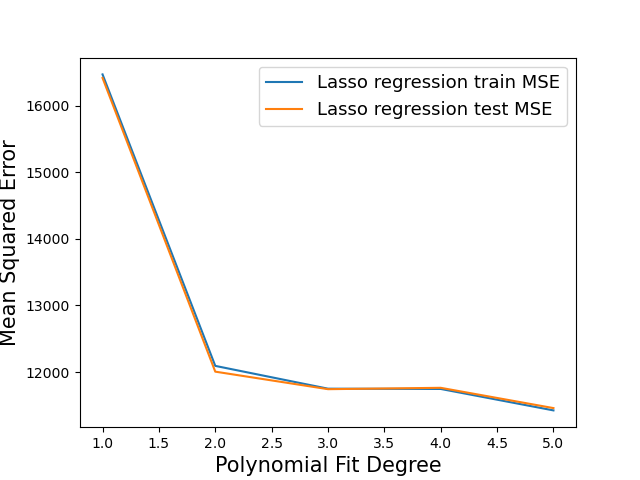 Lasso regression train MSE
Lasso regression test MSE
Mean Squared Error
16000
15000
14000
13000
12000
1.0 1.5 2.0 2.5 3.0 3.5 4.0 4.5 5.0
Polynomial Fit Degree